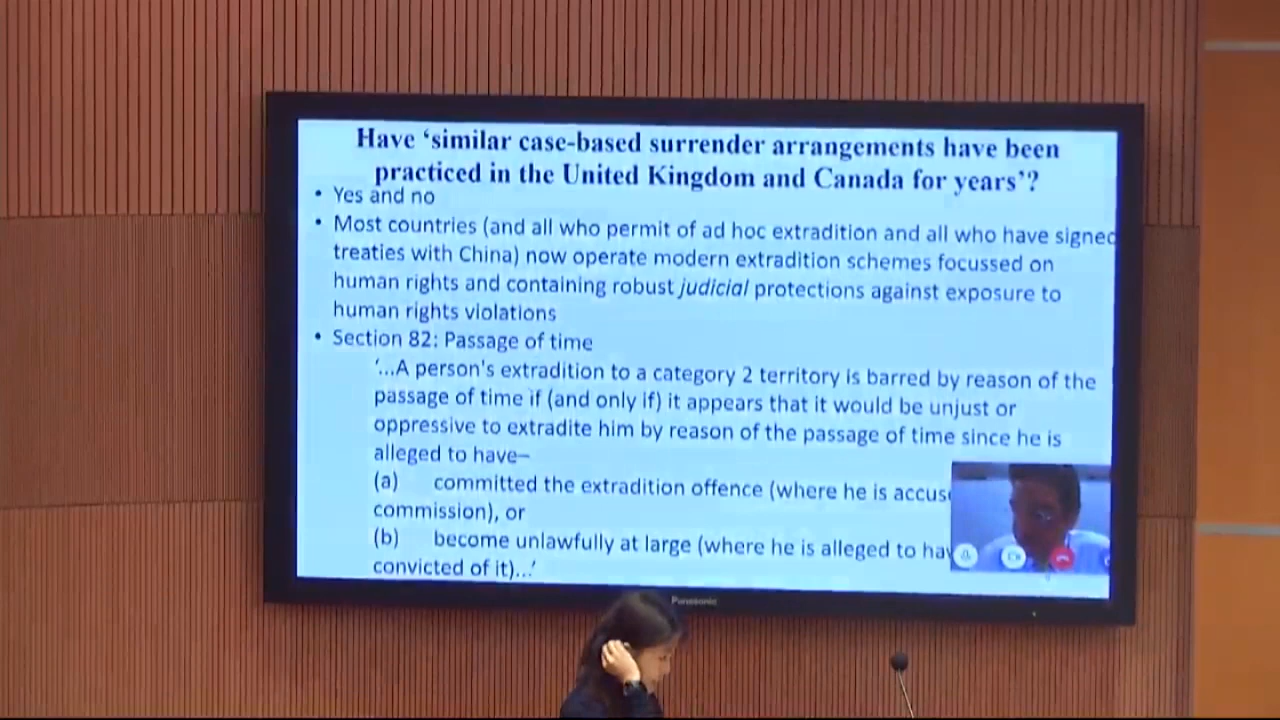 Have ‘similar case-based surrender arrangements have been
practiced in the United Kingdom and Canada for years’?
• Yes and no
• Most countries (and all who permit of ad hoc extradition and all who have signed
treaties with China) now operate modern extradition schemes focussed on
human rights and containing robust judicial protections against exposure to
human rights violations
• Section 82: Passage of time
‘...A person's extradition to a category 2 territory is barred by reason of the
passage of time if (and only if) it appears that it would be unjust or
oppressive to extradite him by reason of the passage of time since he is
alleged to have–
(a) committed the extradition offence (where he is
commission), or
(b) become unlawfully at large (where he is alleged to
convicted of it)...’
Panasonic